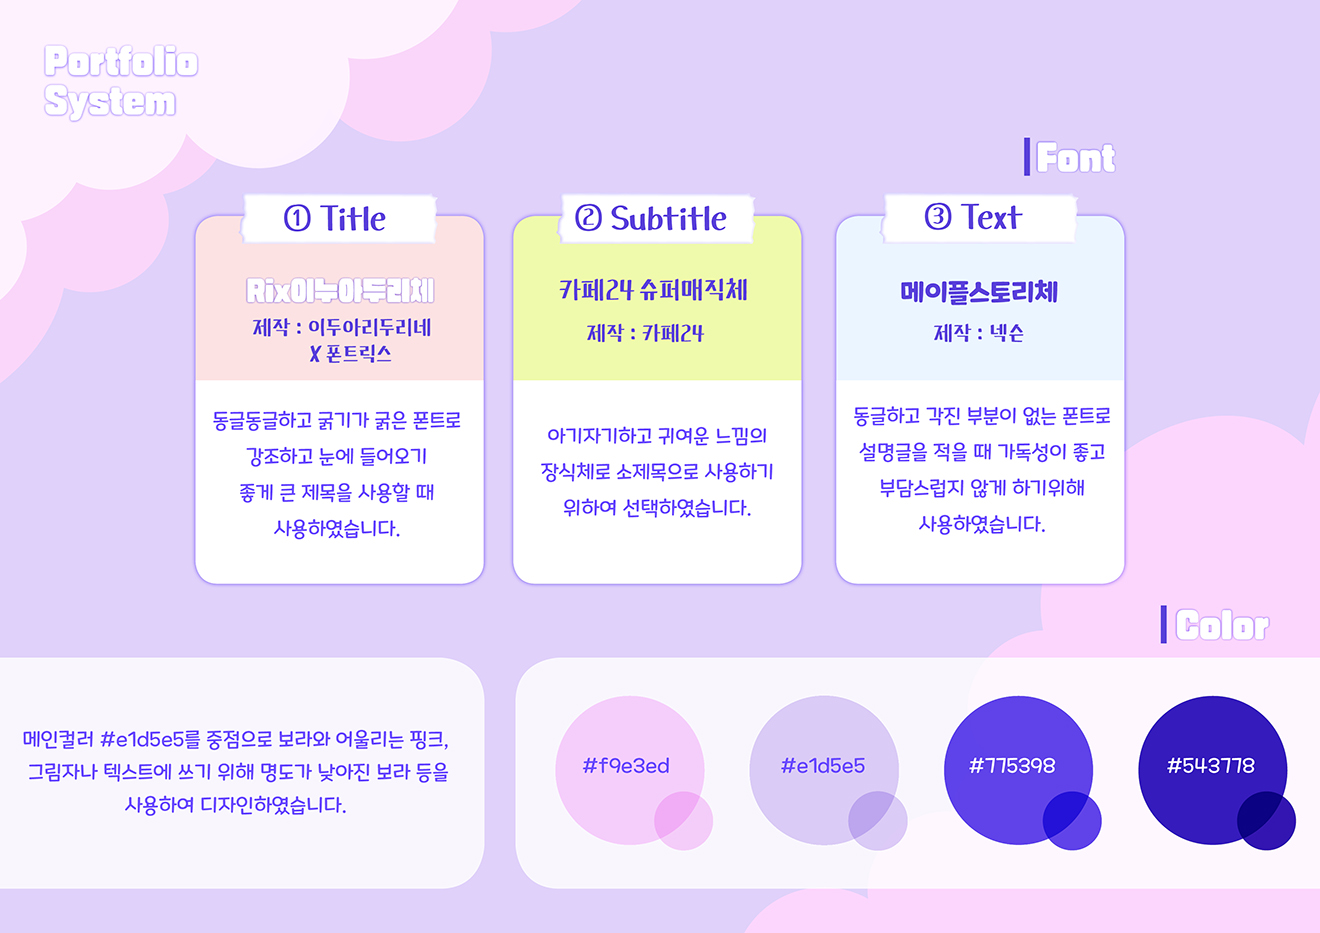 Portfolio
System
Font
① Title
Rix이누아두리체
제작 : 이두아리두리네
X 폰트릭스
동글동글하고 굵기가 굵은 폰트로
강조하고 눈에 들어오기
좋게 큰 제목을 사용할 때
사용하였습니다.
② Subtitle
카페24 슈퍼매직체
제작 : 카페24
아기자기하고 귀여운 느낌의
장식체로 소제목으로 사용하기
위하여 선택하였습니다.
③ Text
메이플스토리체
제작 : 넥슨
동글하고 각진 부분이 없는 폰트로
설명글을 적을 때 가독성이 좋고
부담스럽지 않게 하기위해
사용하였습니다.
Color
메인컬러 #e1d5e5를 중점으로 보라와 어울리는 핑크,
그림자나 텍스트에 쓰기 위해 명도가 낮아진 보라 등을
사용하여 디자인하였습니다.
#f9e3ed
#e1d5e5
#775398
#543778